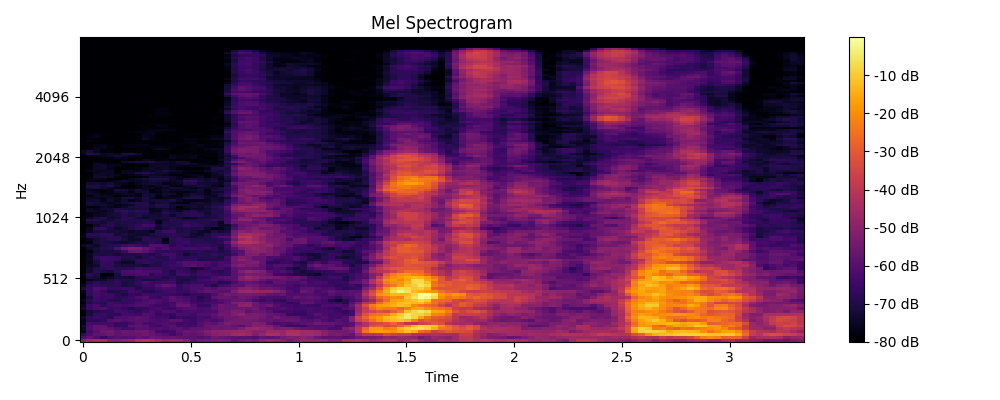 Mel Spectrogram
Hz
4096
2048
1024
512
0
0
0.5
1
1.5
2
2.5
3
Time
-10 dB
-20 dB
-30 dB
-40 dB
-50 dB
-60 dB
-70 dB
-80 dB